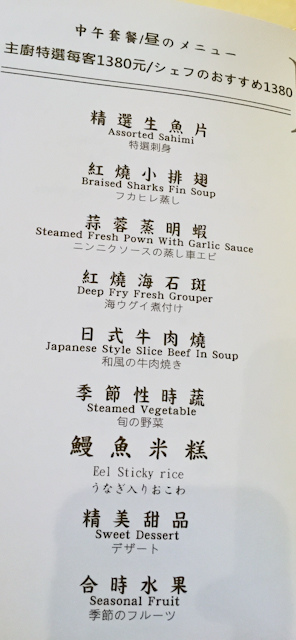 中午套餐/昼のメニュー
主廚特選每客1380元/シェフのおすすめ1380
精選生魚片
Assorted Sahimi
特選刺身
紅燒小排翅
Braised Sharks Fin Soup
フカヒレ蒸し
蒜蓉蒸明蝦
Steamed Fresh Pown With Garlic Sauce
ニンニクソースの蒸し車エビ
紅燒海石斑
Deep Fry Fresh Grouper
海ウグイ煮付け
日式牛肉燒
Japanese Style Slice Beef In Soup
和風の牛肉焼き
季節性時蔬
Steamed Vegetable
旬の野菜
鰻魚米糕
Eel Sticky rice
うなぎ入りおこわ
精美甜品
Sweet Dessert
デザート
合時水果
Seasonal Fruit
季節のフルーツ